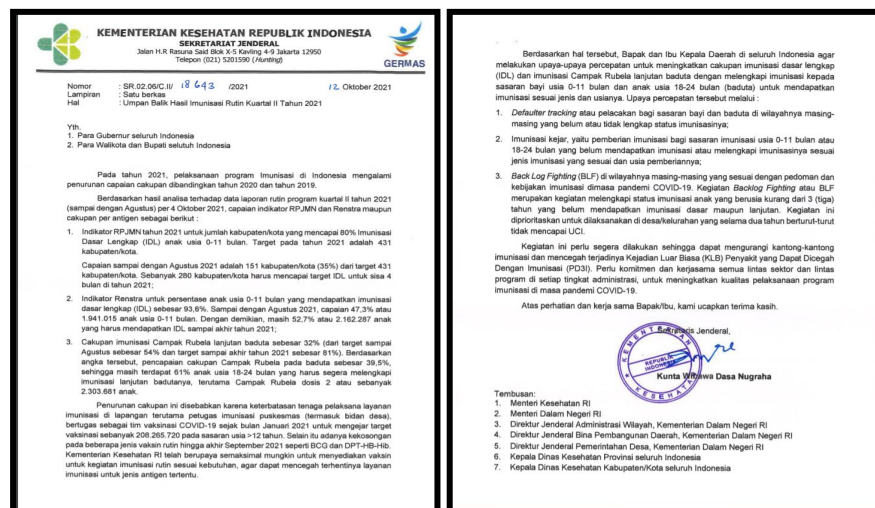 KEMENTERIAN KESEHATAN REPUBLIK INDONESIA
SEKRETARIAT JENDERAL
Jalan H.R Rasuna Said Blok X-5 Kavling 4-9 Jakarta 12950
Telepon (021) 5201590 (Hunting)
GERMAS
Nomor : SR.02.06/C.II/ 18643 /2021 12 Oktober 2021
Lampiran : Satu berkas
Hal : Umpan Balik Hasil Imunisasi Rutin Kuartal II Tahun 2021
Yth.
1. Para Gubernur seluruh Indonesia
2. Para Walikota dan Bupati selutuh Indonesia
Pada tahun 2021, pelaksanaan program Imunisasi di Indonesia mengalami
penurunan capaian cakupan dibandingkan tahun 2020 dan tahun 2019.
Berdasarkan hasil analisa terhadap data laporan rutin program kuartal II tahun 2021
(sampai dengan Agustus) per 4 Oktober 2021, capaian indikator RPJMN dan Renstra maupun
cakupan per antigen sebagai berikut :
1. Indikator RPJMN tahun 2021 untuk jumlah kabupaten/kota yang mencapai 80% Imunisasi
Dasar Lengkap (IDL) anak usia 0-11 bulan. Target pada tahun 2021 adalah 431
kabupaten/kota.
Capaian sampai dengan Agustus 2021 adalah 151 kabupaten/kota (35%) dari target 431
kabupaten/kota. Sebanyak 280 kabupaten/kota harus mencapai target IDL untuk sisa 4
bulan di tahun 2021;
2. Indikator Renstra untuk persentase anak usia 0-11 bulan yang mendapatkan imunisasi
dasar lengkap (IDL) sebesar 93,6%. Sampai dengan Agustus 2021, capaian 47,3% atau
1.941.015 anak usia 0-11 bulan. Dengan demikian, masih 52,7% atau 2.162.287 anak
yang harus mendapatkan IDL sampai akhir tahun 2021;
3. Cakupan imunisasi Campak Rubela lanjutan baduta sebesar 32% (dari target sampai
Agustus sebesar 54% dan target sampai akhir tahun 2021 sebesar 81%). Berdasarkan
angka tersebut, pencapaian cakupan Campak Rubela pada baduta sebesar 39,5%,
sehingga masih terdapat 61% anak usia 18-24 bulan yang harus segera melengkapi
imunisasi lanjutan badutanya, terutama Campak Rubela dosis 2 atau sebanyak
2.303.681 anak.
Penurunan cakupan ini disebabkan karena keterbatasan tenaga pelaksana layanan
imunisasi di lapangan terutama petugas imunisasi puskesmas (termasuk bidan desa),
bertugas sebagai tim vaksinasi COVID-19 sejak bulan Januari 2021 untuk mengejar target
vaksinasi sebanyak 208.265.720 pada sasaran usia >12 tahun. Selain itu adanya kekosongan
pada beberapa jenis vaksin rutin hingga akhir September 2021 seperti BCG dan DPT-HB-Hib.
Kementerian Kesehatan RI telah berupaya semaksimal mungkin untuk menyediakan vaksin
untuk kegiatan imunisasi rutin sesuai kebutuhan, agar dapat mencegah terhentinya layanan
imunisasi untuk jenis antigen tertentu.
Berdasarkan hal tersebut, Bapak dan Ibu Kepala Daerah di seluruh Indonesia agar
melakukan upaya-upaya percepatan untuk meningkatkan cakupan imunisasi dasar lengkap
(IDL) dan imunisasi Campak Rubela lanjutan baduta dengan melengkapi imunisasi kepada
sasaran bayi usia 0-11 bulan dan anak usia 18-24 bulan (baduta) untuk mendapatkan
imunisasi sesuai jenis dan usianya. Upaya percepatan tersebut melalui :
1. Defaulter tracking atau pelacakan bagi sasaran bayi dan baduta di wilayahnya masing-
masing yang belum atau tidak lengkap status imunisasinya;
2. Imunisasi kejar, yaitu pemberian imunisasi bagi sasaran imunisasi usia 0-11 bulan atau
18-24 bulan yang belum mendapatkan imunisasi atau melengkapi imunisasinya sesuai
jenis imunisasi yang sesuai dan usia pemberiannya;
3. Back Log Fighting (BLF) di wilayahnya masing-masing yang sesuai dengan pedoman dan
kebijakan imunisasi dimasa pandemi COVID-19. Kegiatan Backlog Fighting atau BLF
merupakan kegiatan melengkapi status imunisasi anak yang berusia kurang dari 3 (tiga)
tahun yang belum mendapatkan imunisasi dasar maupun lanjutan. Kegiatan ini
diprioritaskan untuk dilaksanakan di desa/kelurahan yang selama dua tahun berturut-turut
tidak mencapai UCI.
Kegiatan ini perlu segera dilakukan sehingga dapat mengurangi kantong-kantong
imunisasi dan mencegah terjadinya Kejadian Luar Biasa (KLB) Penyakit yang Dapat Dicegah
Dengan Imunisasi (PD3I). Perlu komitmen dan kerjasama semua lintas sektor dan lintas
program di setiap tingkat administrasi, untuk meningkatkan kualitas pelaksanaan program
imunisasi di masa pandemi COVID-19.
Atas perhatian dan kerja sama Bapak/Ibu, kami ucapkan terima kasih.
Sekretaris Jenderal,
KEMENTERIAN KESEHATAN
REPUBLIK
INDONESIA
Kunta Wibawa Dasa Nugraha
Tembusan:
1. Menteri Kesehatan RI
2. Menteri Dalam Negeri RI
3. Direktur Jenderal Administrasi Wilayah, Kementerian Dalam Negeri RI
4. Direktur Jenderal Bina Pembangunan Daerah, Kementerian Dalam Negeri RI
5. Direktur Jenderal Pemerintahan Desa, Kementerian Dalam Negeri RI
6. Kepala Dinas Kesehatan Provinsi seluruh Indonesia
7. Kepala Dinas Kesehatan Kabupaten/Kota seluruh Indonesia